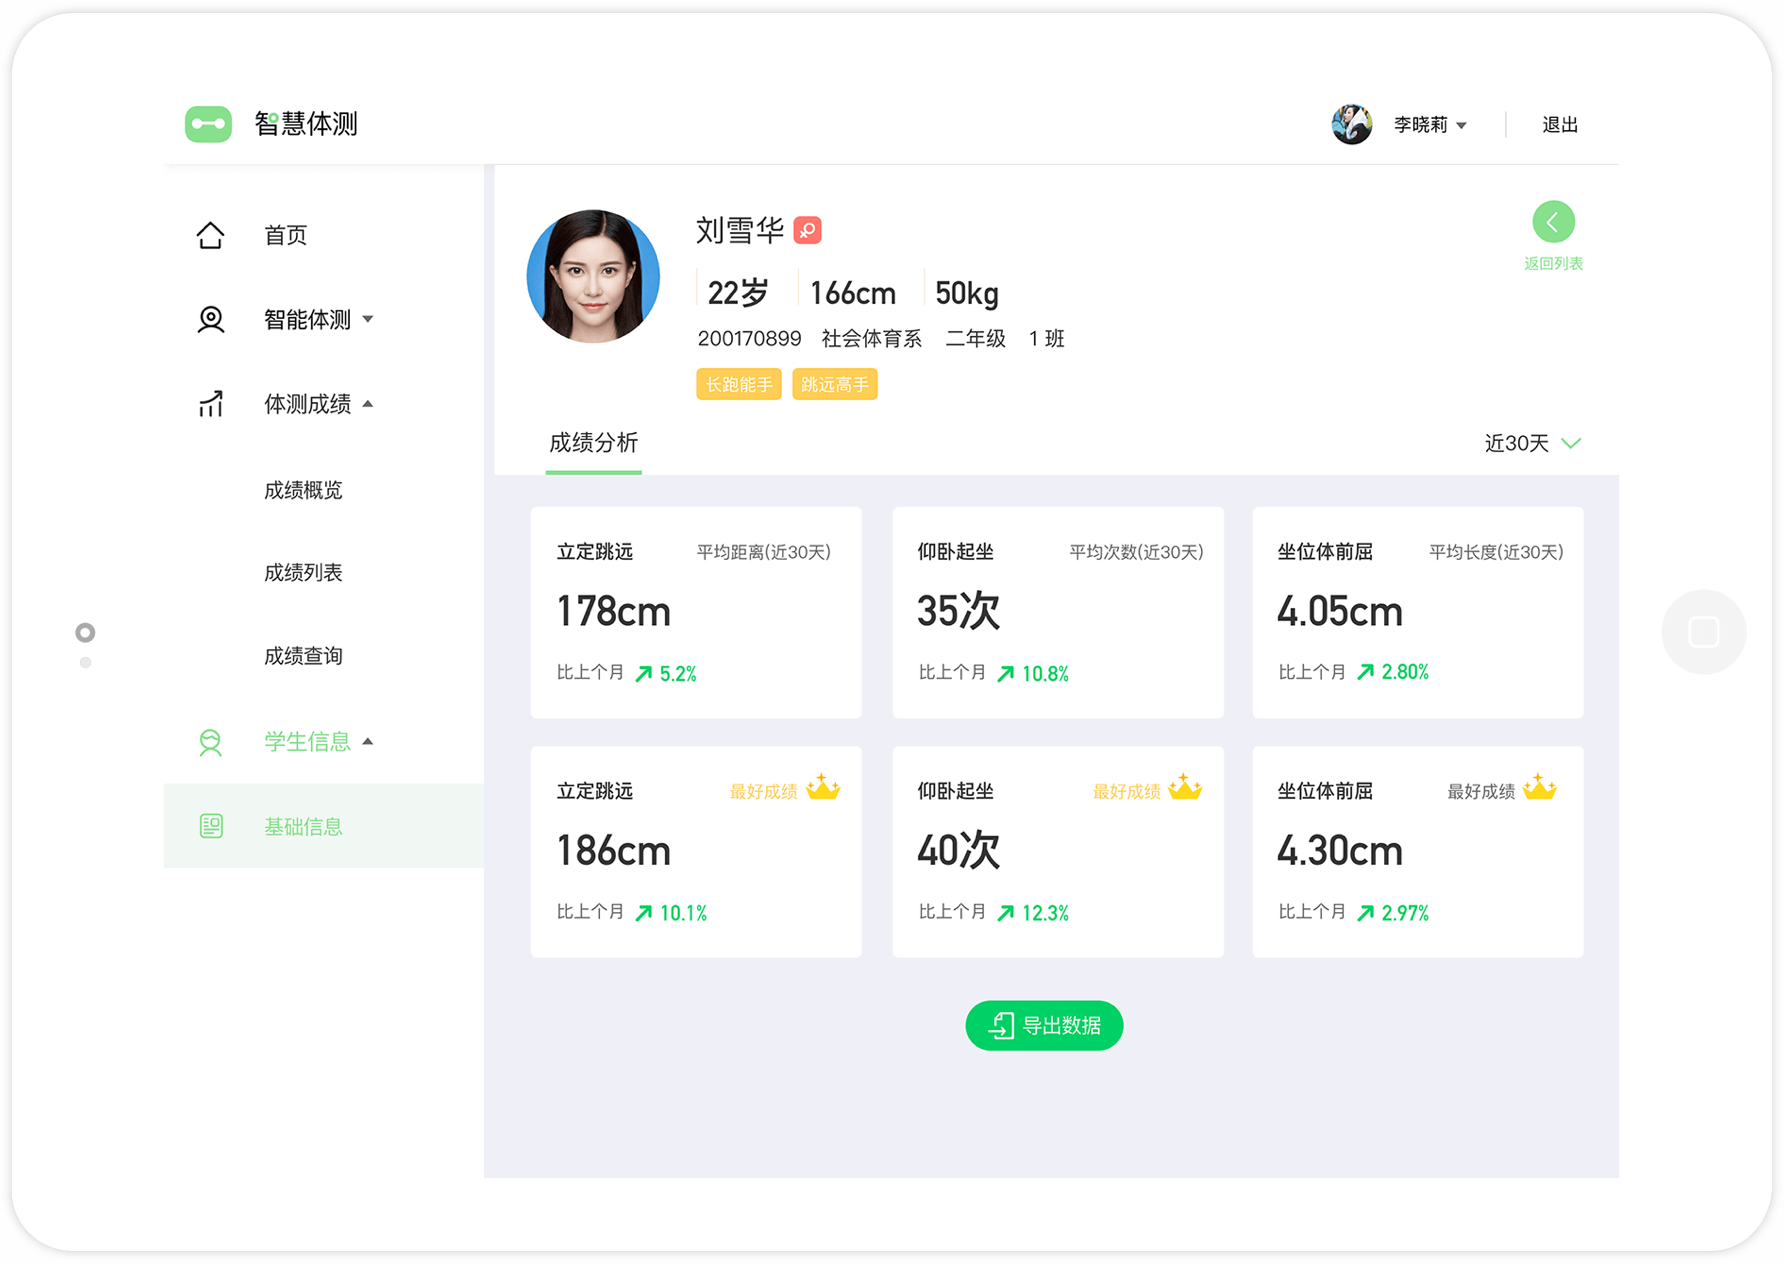 智慧体测
李晓莉
退出
首页
智能体测
体测成绩
成绩概览
成绩列表
成绩查询
学生信息
基础信息
刘雪华
返回列表
22岁 166cm 50kg
200170899 社会体育系 二年级 1 班
长跑能手 跳远高手
成绩分析
近30天
立定跳远 平均距离(近30天)
178cm
比上个月 5.2%
仰卧起坐 平均次数(近30天)
35次
比上个月 10.8%
坐位体前屈 平均长度(近30天)
4.05cm
比上个月 2.80%
立定跳远 最好成绩
186cm
比上个月 10.1%
仰卧起坐 最好成绩
40次
比上个月 12.3%
坐位体前屈 最好成绩
4.30cm
比上个月 2.97%
导出数据